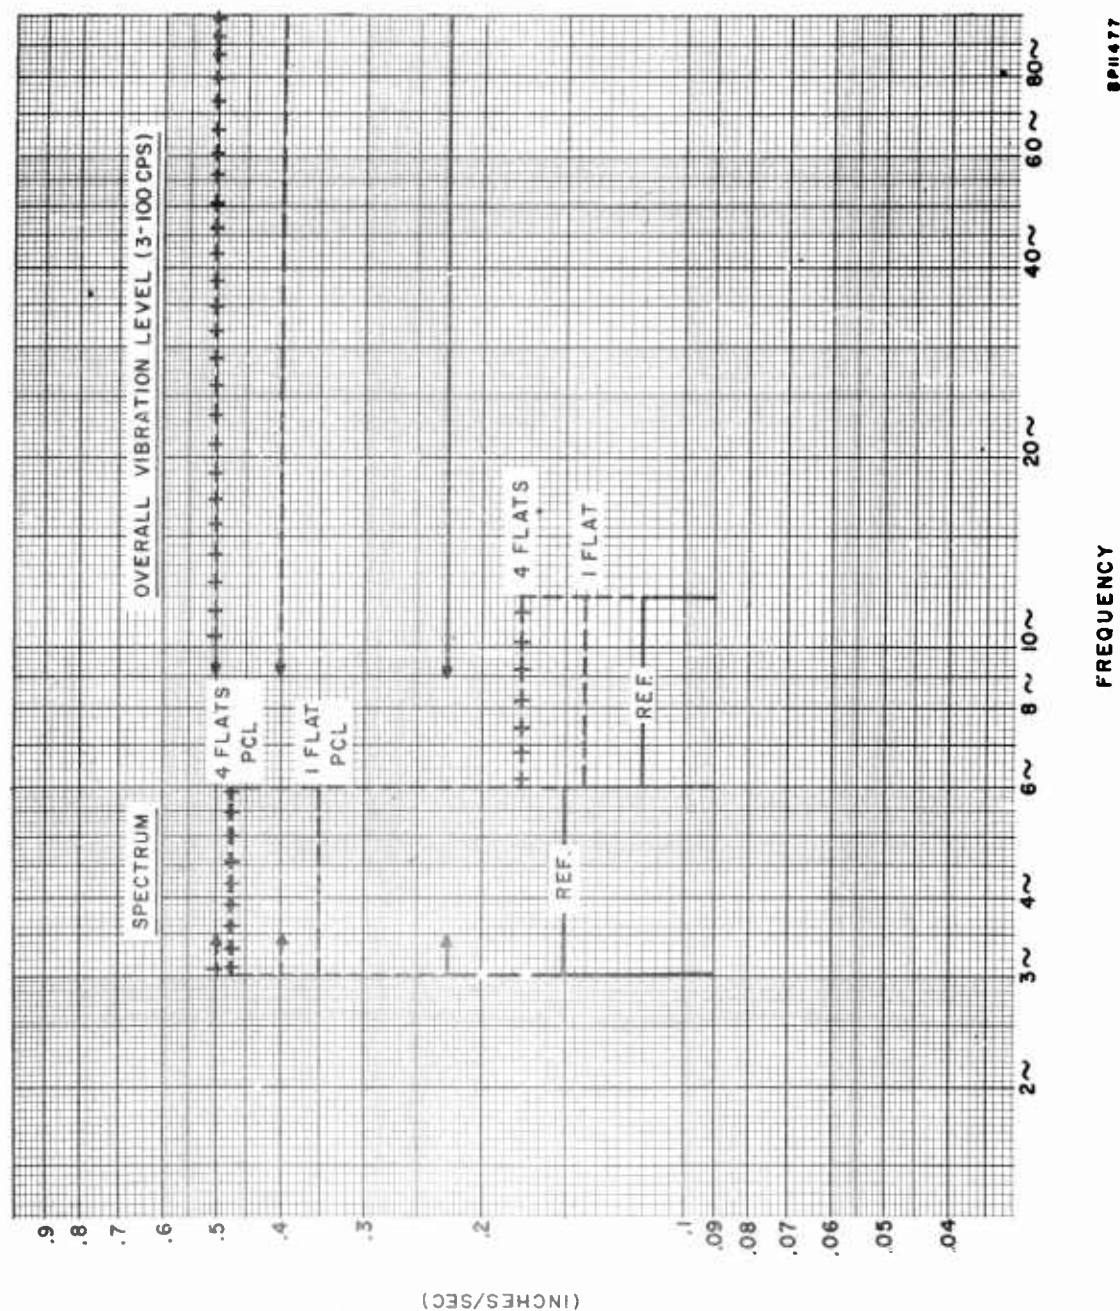 OVERALL VIBRATION LEVEL (3-100 CPS)
SPECTRUM
4 FLATS
PCL
1 FLAT
PCL
4 FLATS
1 FLAT
REF.
REF.
(INCHES/SEC)
.9
.8
.7
.6
.5
.4
.3
.2
.1
.09
.08
.07
.06
.05
.04
2~
3~
4~
6~
8~
10~
20~
40~
60~
80~
FREQUENCY
BP11477